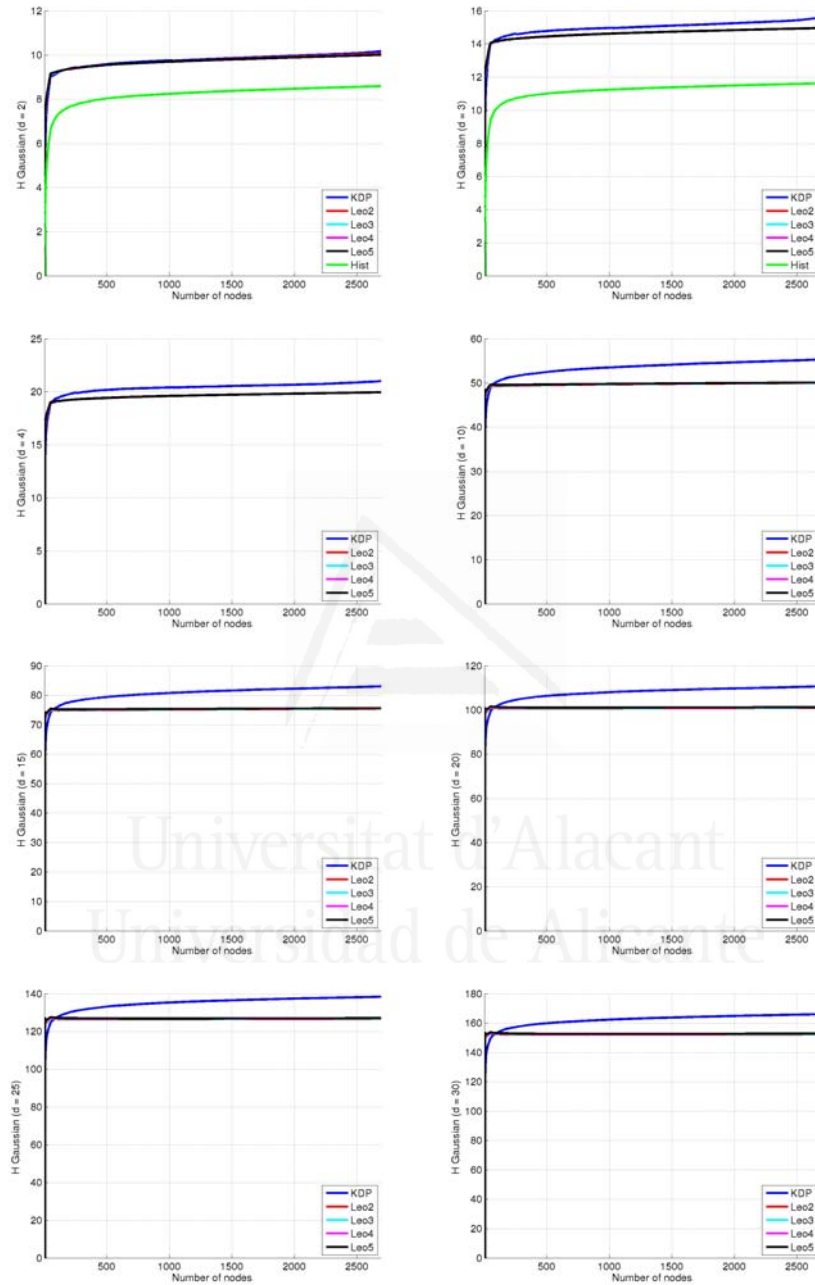 H Gaussian (d = 2)
16
14
12
10
8
6
4
2
0
500
1000
1500
2000
2500
Number of nodes
KDP
Leo2
Leo3
Leo4
Leo5
Hist
H Gaussian (d = 3)
16
14
12
10
8
6
4
2
0
500
1000
1500
2000
2500
Number of nodes
KDP
Leo2
Leo3
Leo4
Leo5
Hist
H Gaussian (d = 4)
25
20
15
10
5
0
500
1000
1500
2000
2500
Number of nodes
KDP
Leo2
Leo3
Leo4
Leo5
H Gaussian (d = 10)
60
50
40
30
20
10
0
500
1000
1500
2000
2500
Number of nodes
KDP
Leo2
Leo3
Leo4
Leo5
H Gaussian (d = 15)
90
80
70
60
50
40
30
20
10
0
500
1000
1500
2000
2500
Number of nodes
KDP
Leo2
Leo3
Leo4
Leo5
H Gaussian (d = 20)
120
100
80
60
40
20
0
500
1000
1500
2000
2500
Number of nodes
KDP
Leo2
Leo3
Leo4
Leo5
Universitat d'Alacant
Universidad de Alicante
H Gaussian (d = 25)
140
120
100
80
60
40
20
0
500
1000
1500
2000
2500
Number of nodes
KDP
Leo2
Leo3
Leo4
Leo5
H Gaussian (d = 30)
180
160
140
120
100
80
60
40
20
0
500
1000
1500
2000
2500
Number of nodes
KDP
Leo2
Leo3
Leo4
Leo5